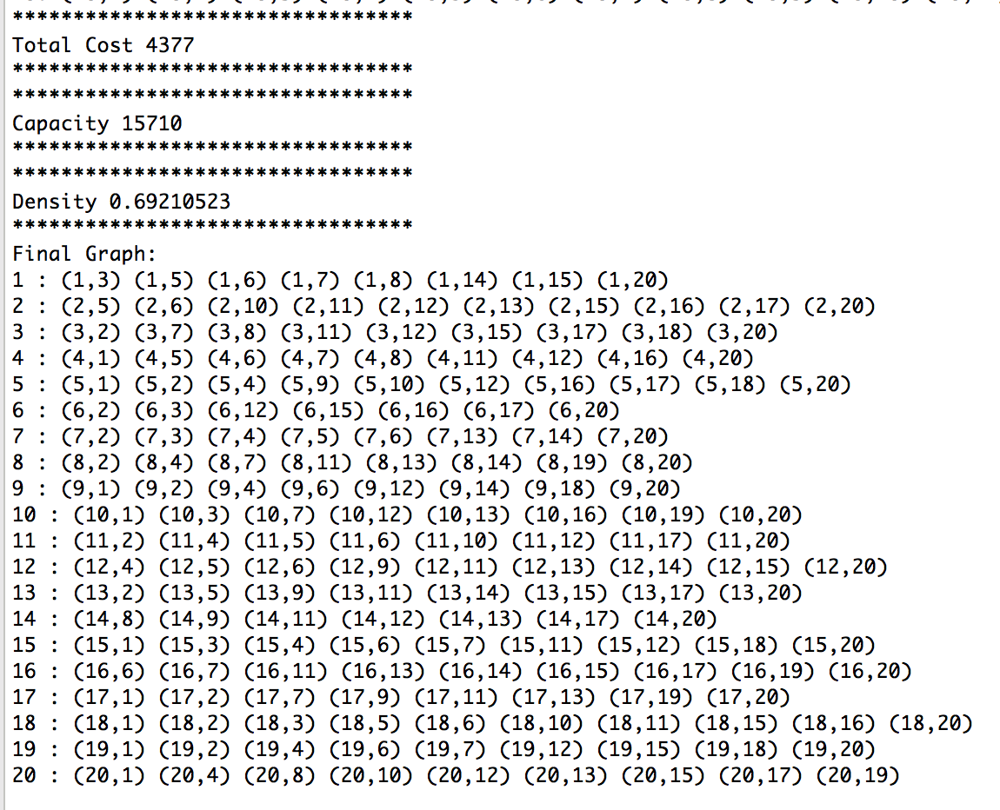 *********************************
Total Cost 4377
*********************************
*********************************
Capacity 15710
*********************************
*********************************
Density 0.69210523
*********************************
Final Graph:
1 : (1,3) (1,5) (1,6) (1,7) (1,8) (1,14) (1,15) (1,20)
2 : (2,5) (2,6) (2,10) (2,11) (2,12) (2,13) (2,15) (2,16) (2,17) (2,20)
3 : (3,2) (3,7) (3,8) (3,11) (3,12) (3,15) (3,17) (3,18) (3,20)
4 : (4,1) (4,5) (4,6) (4,7) (4,8) (4,11) (4,12) (4,16) (4,20)
5 : (5,1) (5,2) (5,4) (5,9) (5,10) (5,12) (5,16) (5,17) (5,18) (5,20)
6 : (6,2) (6,3) (6,12) (6,15) (6,16) (6,17) (6,20)
7 : (7,2) (7,3) (7,4) (7,5) (7,6) (7,13) (7,14) (7,20)
8 : (8,2) (8,4) (8,7) (8,11) (8,13) (8,14) (8,19) (8,20)
9 : (9,1) (9,2) (9,4) (9,6) (9,12) (9,14) (9,18) (9,20)
10 : (10,1) (10,3) (10,7) (10,12) (10,13) (10,16) (10,19) (10,20)
11 : (11,2) (11,4) (11,5) (11,6) (11,10) (11,12) (11,17) (11,20)
12 : (12,4) (12,5) (12,6) (12,9) (12,11) (12,13) (12,14) (12,15) (12,20)
13 : (13,2) (13,5) (13,9) (13,11) (13,14) (13,15) (13,17) (13,20)
14 : (14,8) (14,9) (14,11) (14,12) (14,13) (14,17) (14,20)
15 : (15,1) (15,3) (15,4) (15,6) (15,7) (15,11) (15,12) (15,18) (15,20)
16 : (16,6) (16,7) (16,11) (16,13) (16,14) (16,15) (16,17) (16,19) (16,20)
17 : (17,1) (17,2) (17,7) (17,9) (17,11) (17,13) (17,19) (17,20)
18 : (18,1) (18,2) (18,3) (18,5) (18,6) (18,10) (18,11) (18,15) (18,16) (18,20)
19 : (19,1) (19,2) (19,4) (19,6) (19,7) (19,12) (19,15) (19,18) (19,20)
20 : (20,1) (20,4) (20,8) (20,10) (20,12) (20,13) (20,15) (20,17) (20,19)